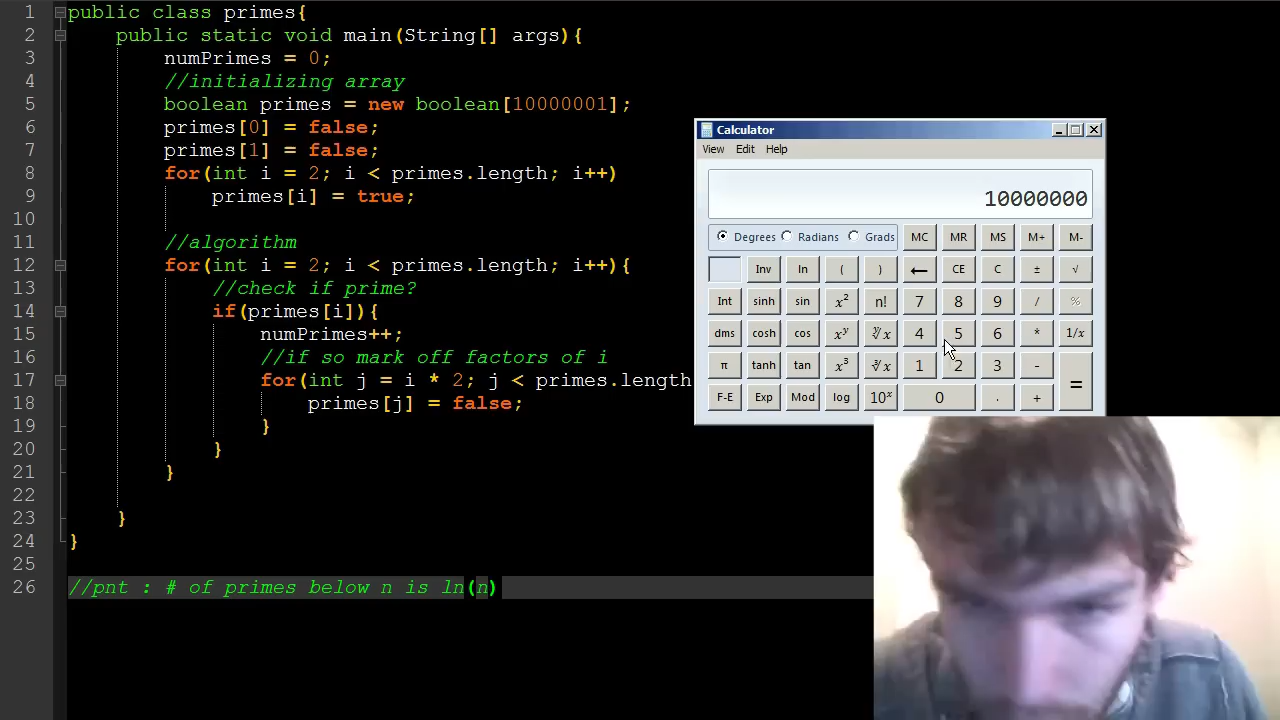 1 public class primes{
2 public static void main(String[] args){
3 numPrimes = 0;
4 //initializing array
5 boolean primes = new boolean[10000001];
6 primes[0] = false;
7 primes[1] = false;
8 for(int i = 2; i < primes.length; i++)
9 primes[i] = true;
10
11 //algorithm
12 for(int i = 2; i < primes.length; i++){
13 //check if prime?
14 if(primes[i]){
15 numPrimes++;
16 //if so mark off factors of i
17 for(int j = i * 2; j < primes.length
18 primes[j] = false;
19 }
20 }
21 }
22
23 }
24 }
25
26 //pnt : # of primes below n is ln(n)
Calculator
View Edit Help
10000000
Degrees Radians Grads MC MR MS M+ M-
Inv ln ( ) ← CE C ± √
Int sinh sin x² n! 7 8 9 / %
dms cosh cos xʸ ʸ√x 4 5 6 * 1/x
π tanh tan x³ ³√x 1 2 3 - =
F-E Exp Mod log 10ˣ 0 . +